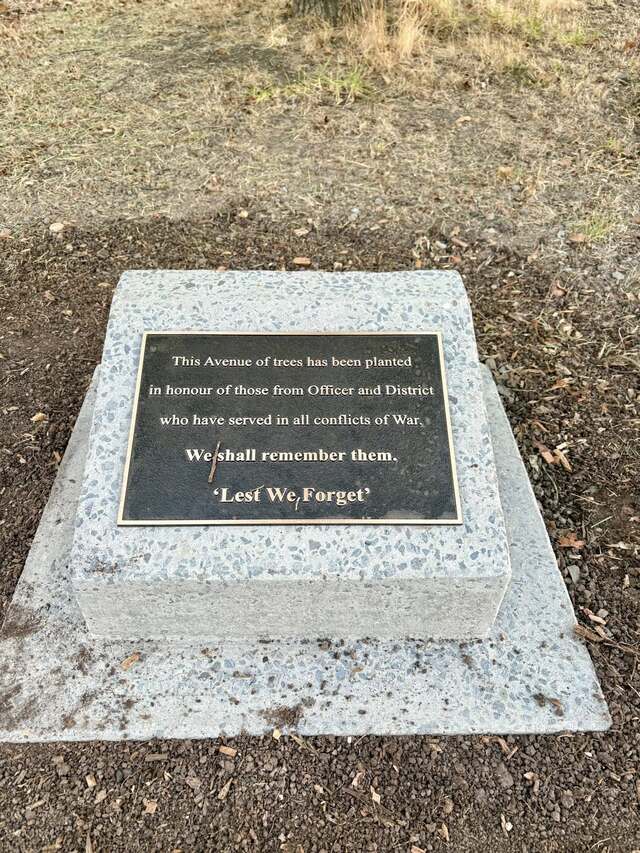 This Avenue of trees has been planted
in honour of those from Officer and District
who have served in all conflicts of War.
We shall remember them.
‘Lest We Forget’